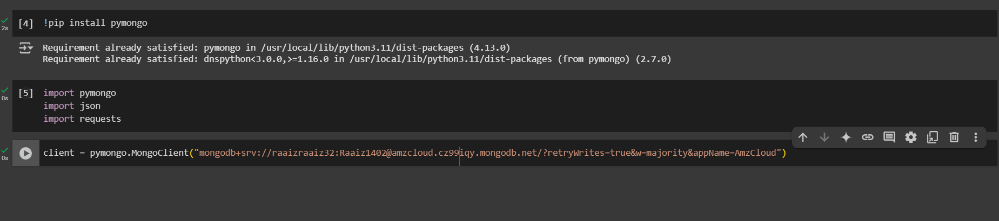 [4] !pip install pymongo
2s
Requirement already satisfied: pymongo in /usr/local/lib/python3.11/dist-packages (4.13.0)
Requirement already satisfied: dnspython<3.0.0,>=1.16.0 in /usr/local/lib/python3.11/dist-packages (from pymongo) (2.7.0)
[5] import pymongo
0s
import json
import requests
client = pymongo.MongoClient("mongodb+srv://raaizraaiz32:Raaiz1402@amzcloud.cz99iqy.mongodb.net/?retryWrites=true&w=majority&appName=AmzCloud")
0s